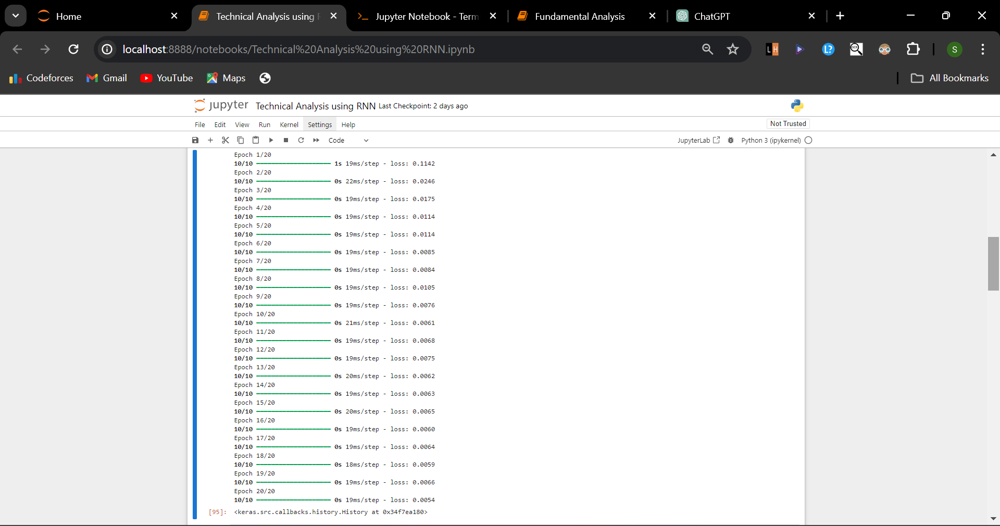 Home
Technical Analysis using
Jupyter Notebook - Term
Fundamental Analysis
ChatGPT
localhost:8888/notebooks/Technical%20Analysis%20using%20RNN.ipynb
LH
L?
OCR
S
Codeforces
Gmail
YouTube
Maps
All Bookmarks
jupyter Technical Analysis using RNN Last Checkpoint: 2 days ago
File Edit View Run Kernel Settings Help
Not Trusted
Code
JupyterLab
Python 3 (ipykernel)
Epoch 1/20
10/10 1s 19ms/step - loss: 0.1142
Epoch 2/20
10/10 0s 22ms/step - loss: 0.0246
Epoch 3/20
10/10 0s 19ms/step - loss: 0.0175
Epoch 4/20
10/10 0s 19ms/step - loss: 0.0114
Epoch 5/20
10/10 0s 19ms/step - loss: 0.0114
Epoch 6/20
10/10 0s 19ms/step - loss: 0.0085
Epoch 7/20
10/10 0s 19ms/step - loss: 0.0084
Epoch 8/20
10/10 0s 19ms/step - loss: 0.0105
Epoch 9/20
10/10 0s 19ms/step - loss: 0.0076
Epoch 10/20
10/10 0s 21ms/step - loss: 0.0061
Epoch 11/20
10/10 0s 19ms/step - loss: 0.0068
Epoch 12/20
10/10 0s 19ms/step - loss: 0.0075
Epoch 13/20
10/10 0s 20ms/step - loss: 0.0062
Epoch 14/20
10/10 0s 19ms/step - loss: 0.0063
Epoch 15/20
10/10 0s 20ms/step - loss: 0.0065
Epoch 16/20
10/10 0s 19ms/step - loss: 0.0060
Epoch 17/20
10/10 0s 19ms/step - loss: 0.0064
Epoch 18/20
10/10 0s 18ms/step - loss: 0.0059
Epoch 19/20
10/10 0s 19ms/step - loss: 0.0066
Epoch 20/20
10/10 0s 19ms/step - loss: 0.0054
[95]: <keras.src.callbacks.history.History at 0x34f7ea180>